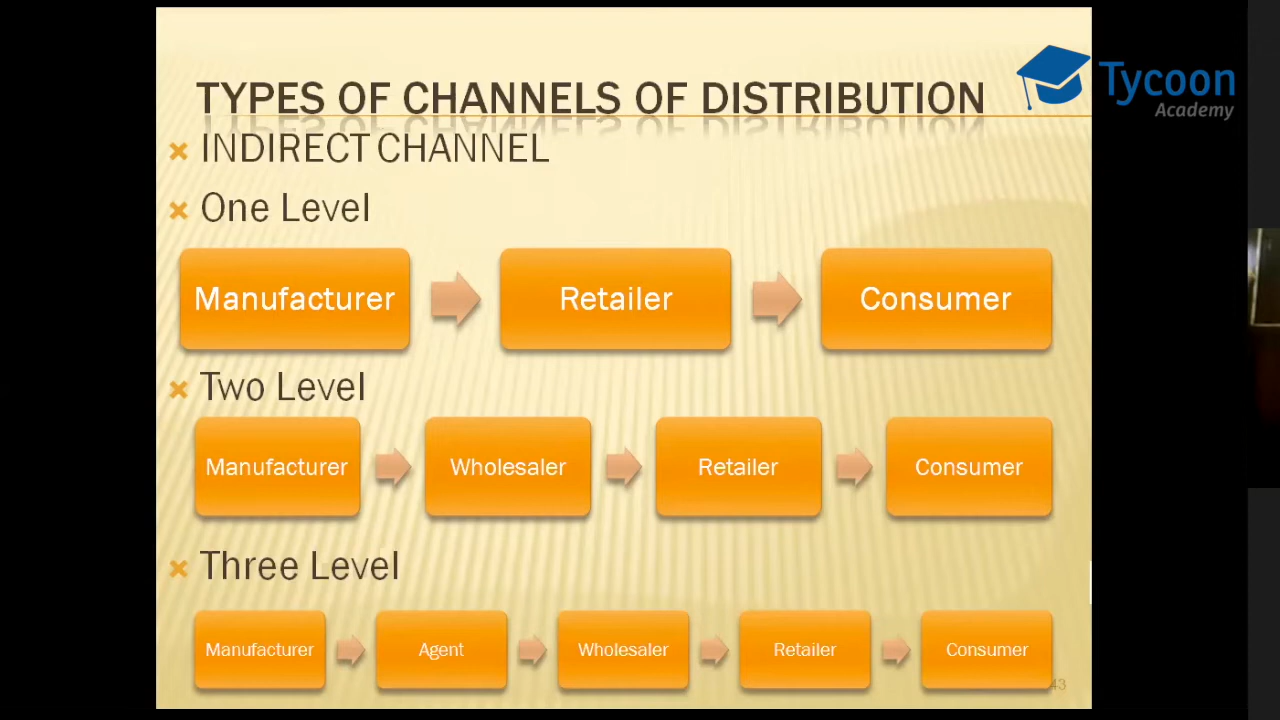 TYPES OF CHANNELS OF DISTRIBUTION
Tycoon
Academy
INDIRECT CHANNEL
One Level
Manufacturer Retailer Consumer
Two Level
Manufacturer Wholesaler Retailer Consumer
Three Level
Manufacturer Agent Wholesaler Retailer Consumer
43